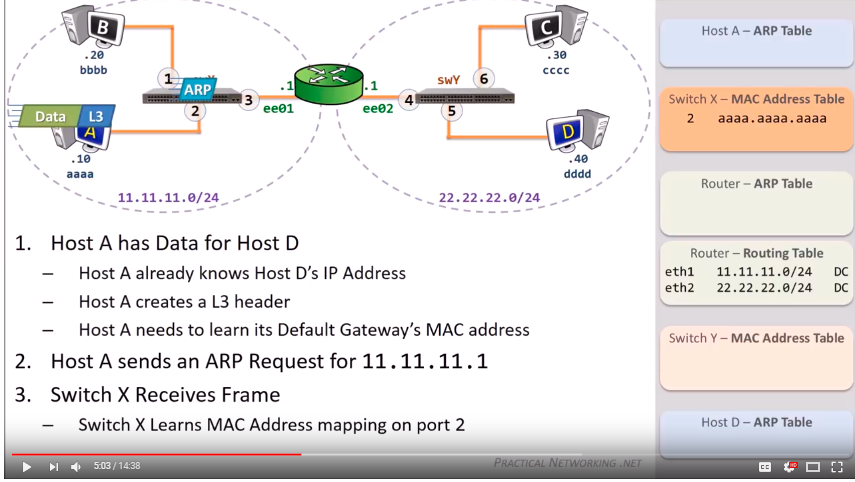 B
.20
bbbb
1
ARP
2
3
.1
ee01
.1
ee02
4
swY
6
5
C
.30
cccc
Data L3
A
.10
aaaa
D
.40
dddd
11.11.11.0/24
22.22.22.0/24
1. Host A has Data for Host D
– Host A already knows Host D’s IP Address
– Host A creates a L3 header
– Host A needs to learn its Default Gateway’s MAC address
2. Host A sends an ARP Request for 11.11.11.1
3. Switch X Receives Frame
– Switch X Learns MAC Address mapping on port 2
Host A – ARP Table
Switch X – MAC Address Table
2 aaaa.aaaa.aaaa
Router – ARP Table
Router – Routing Table
eth1 11.11.11.0/24 DC
eth2 22.22.22.0/24 DC
Switch Y – MAC Address Table
Host D – ARP Table
PRACTICAL NETWORKING .NET
5:03 / 14:38
CC
HD